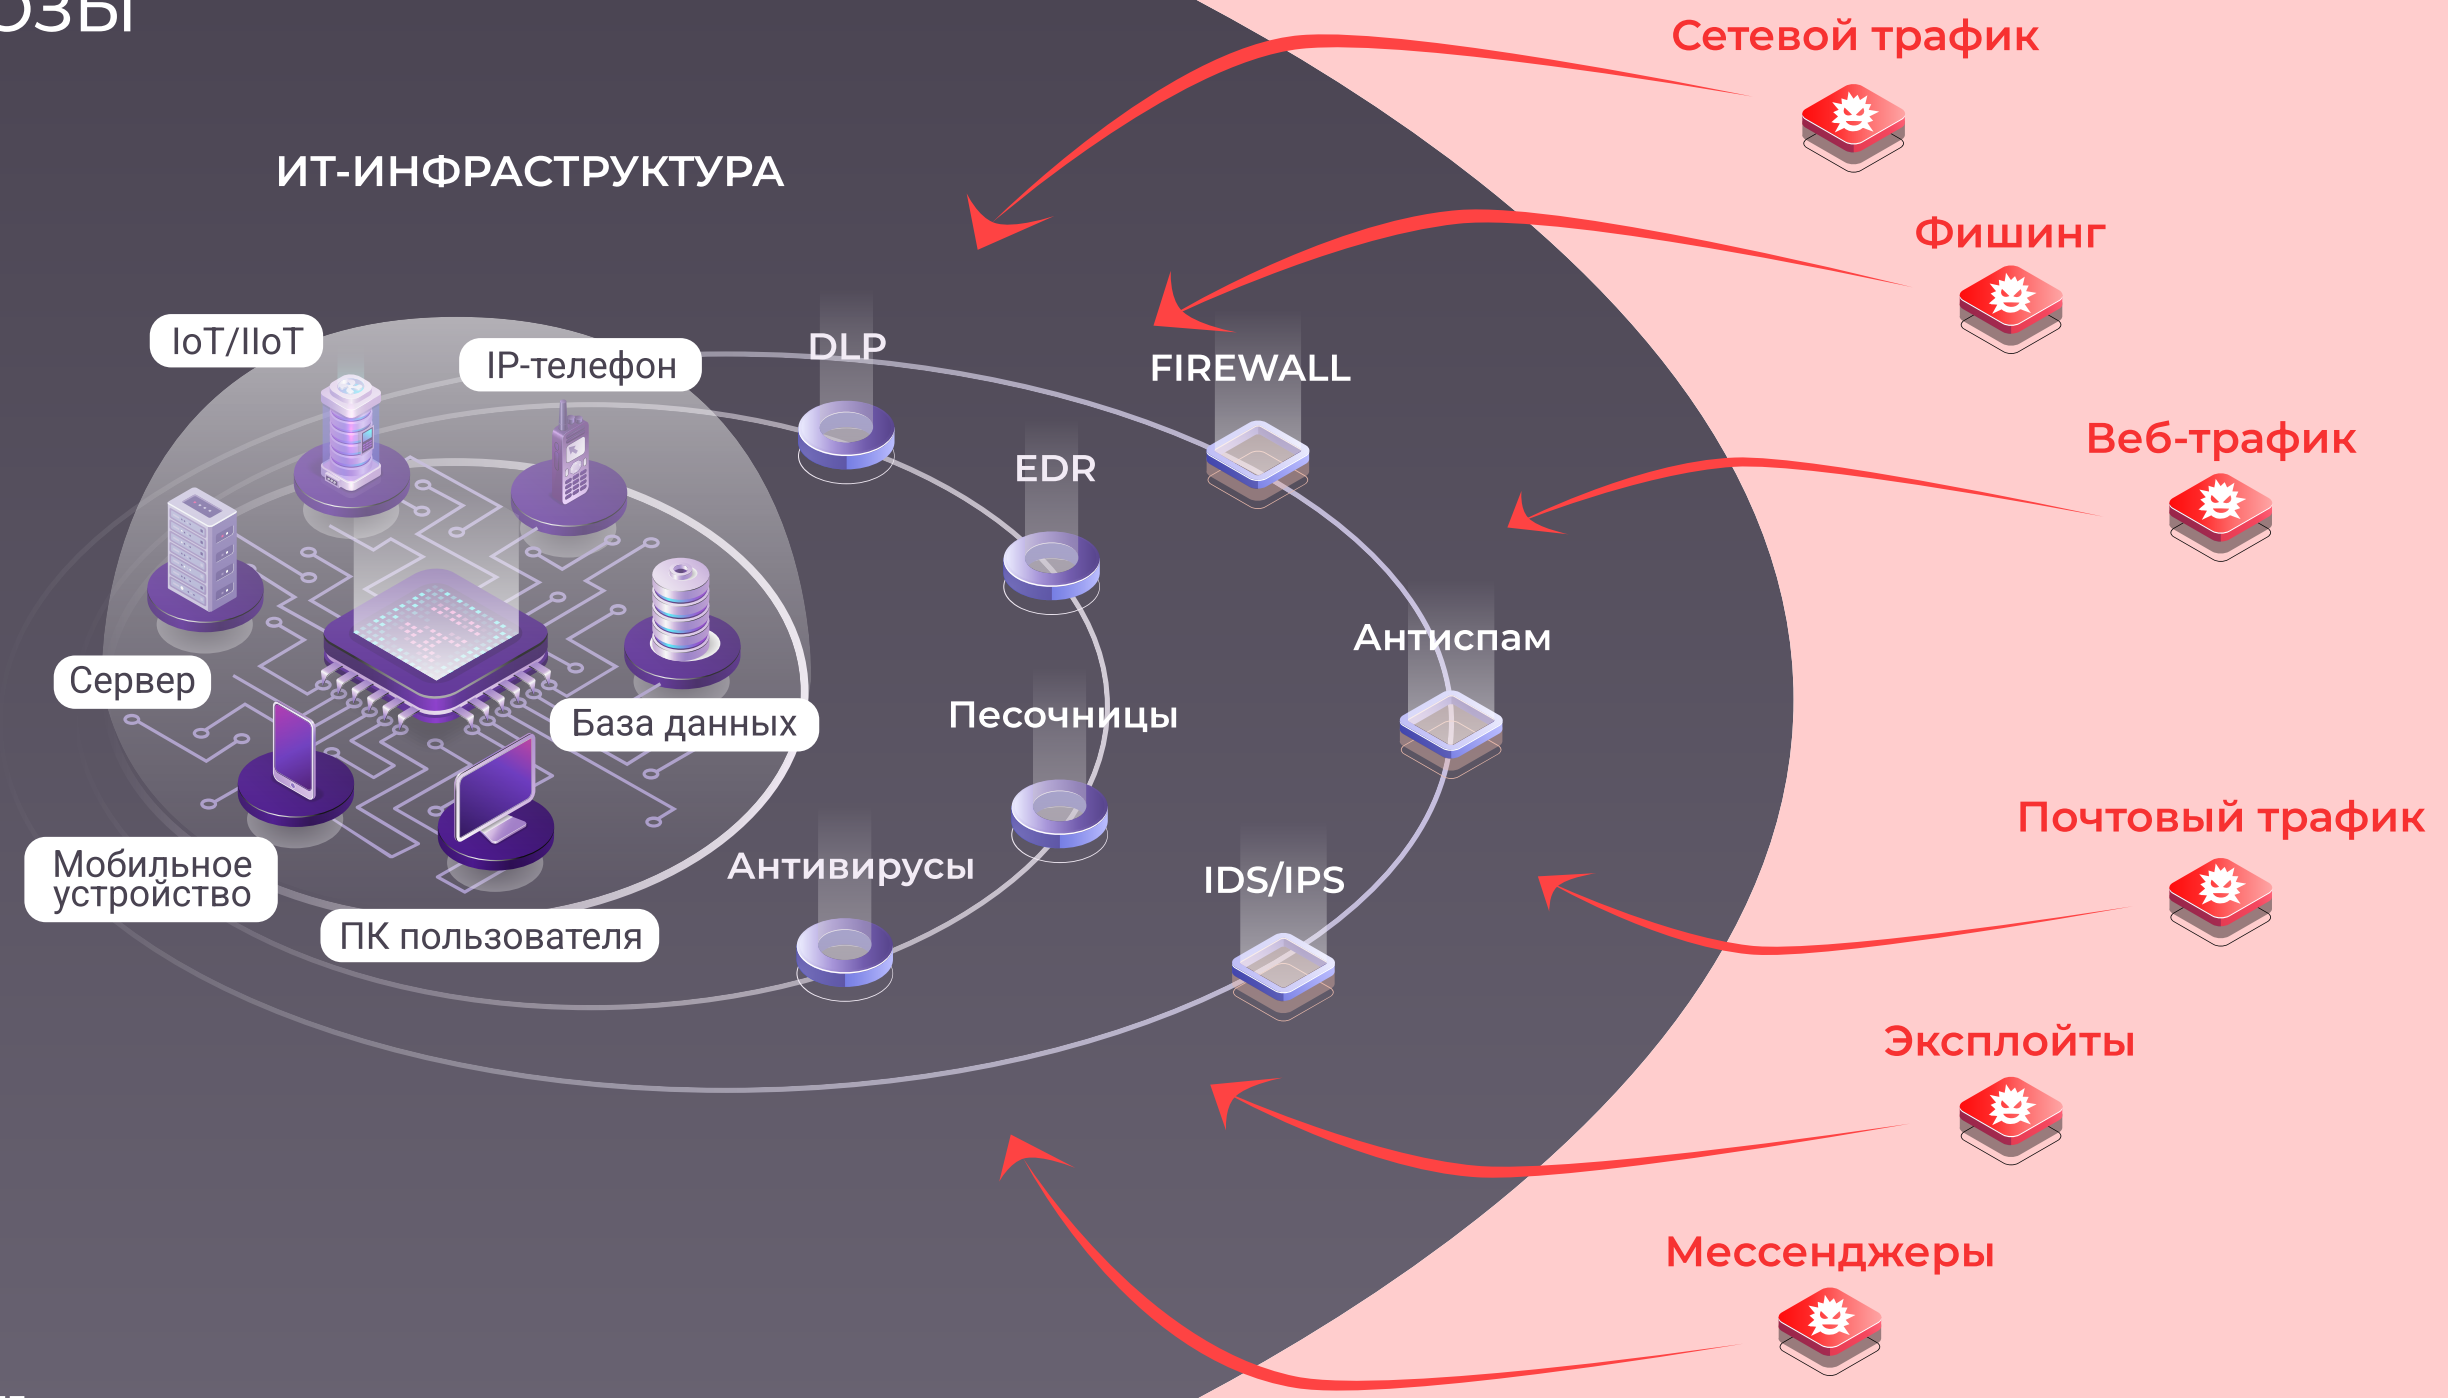 ОЗЫ
ИТ-ИНФРАСТРУКТУРА
Сетевой трафик
Фишинг
Веб-трафик
Почтовый трафик
Эксплойты
Мессенджеры
DLP
FIREWALL
EDR
Антиспам
Песочницы
Антивирусы
IDS/IPS
IoT/IIoT
IP-телефон
Сервер
База данных
Мобильное
устройство
ПК пользователя